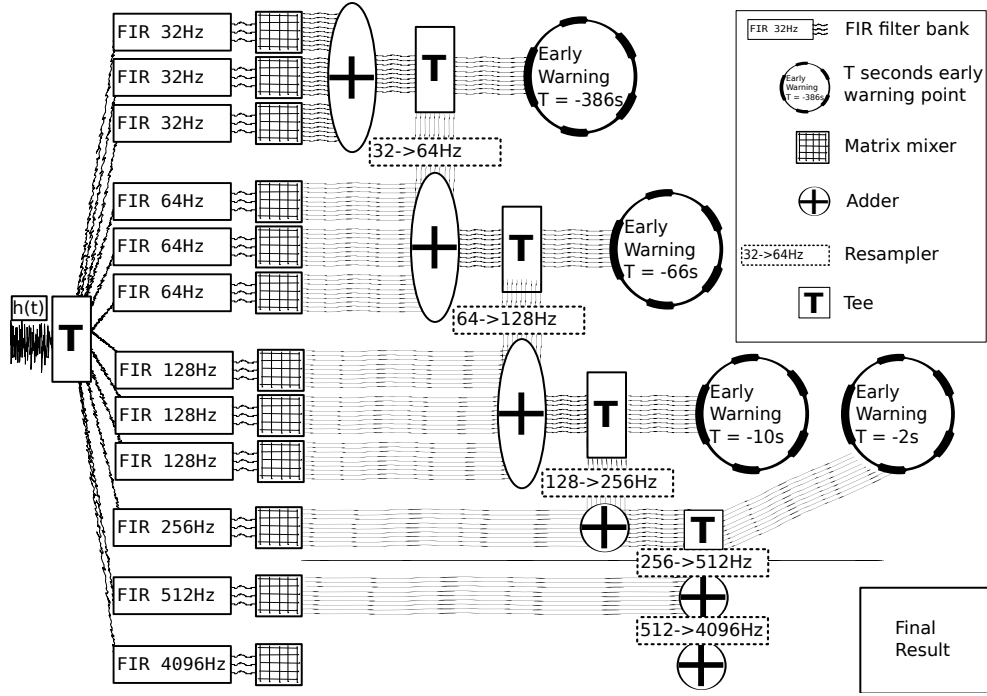 FIR 32Hz
FIR 32Hz
FIR 32Hz
T
Early
Warning
T = -386s
32->64Hz
FIR 64Hz
FIR 64Hz
FIR 64Hz
T
Early
Warning
T = -66s
64->128Hz
h(t)
T
FIR 128Hz
FIR 128Hz
FIR 128Hz
T
Early
Warning
T = -10s
Early
Warning
T = -2s
128->256Hz
FIR 256Hz
T
256->512Hz
FIR 512Hz
512->4096Hz
FIR 4096Hz
Final
Result
FIR 32Hz
FIR filter bank
Early
Warning
T = -386s
T seconds early
warning point
Matrix mixer
Adder
32->64Hz
Resampler
T
Tee